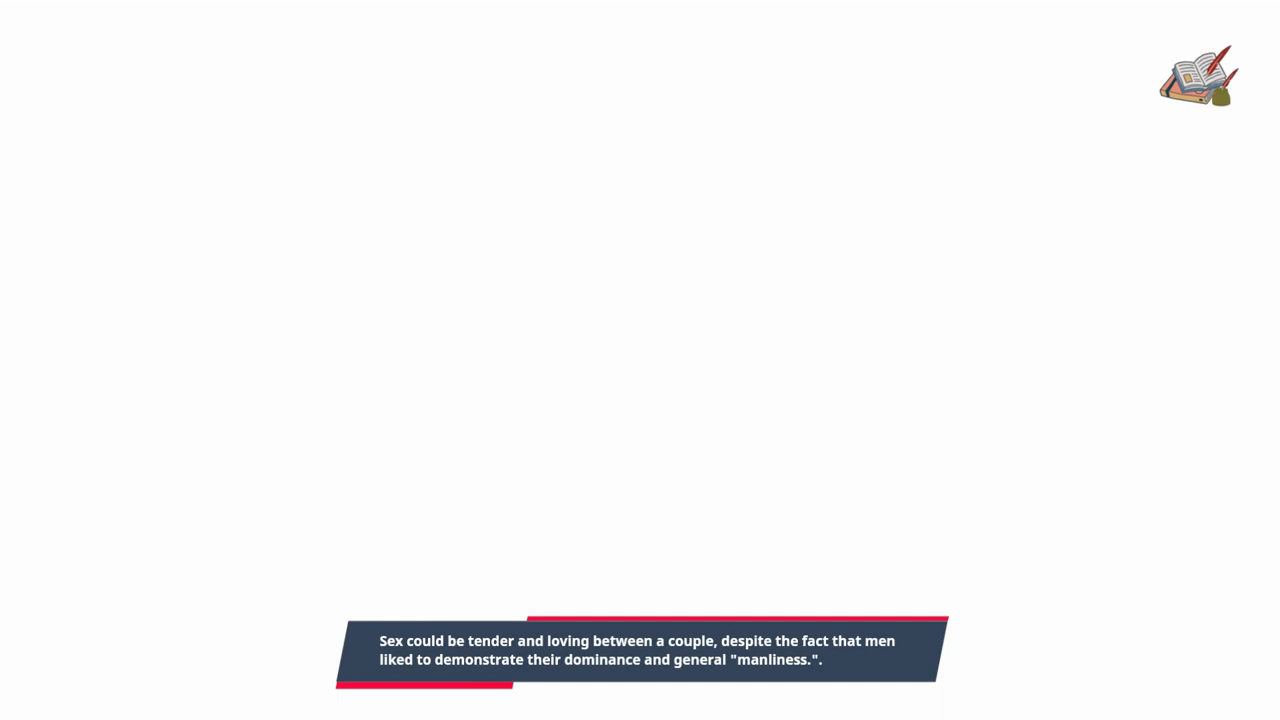 Sex could be tender and loving between a couple, despite the fact that men
liked to demonstrate their dominance and general "manliness.".